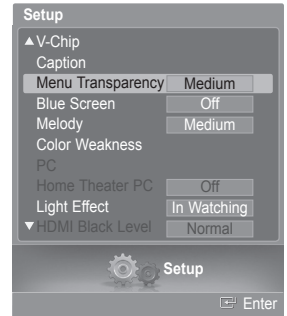 Setup
▲ V-Chip
Caption
Menu Transparency Medium
Blue Screen Off
Melody Medium
Color Weakness
PC
Home Theater PC Off
Light Effect In Watching
▼ HDMI Black Level Normal
Setup
Enter